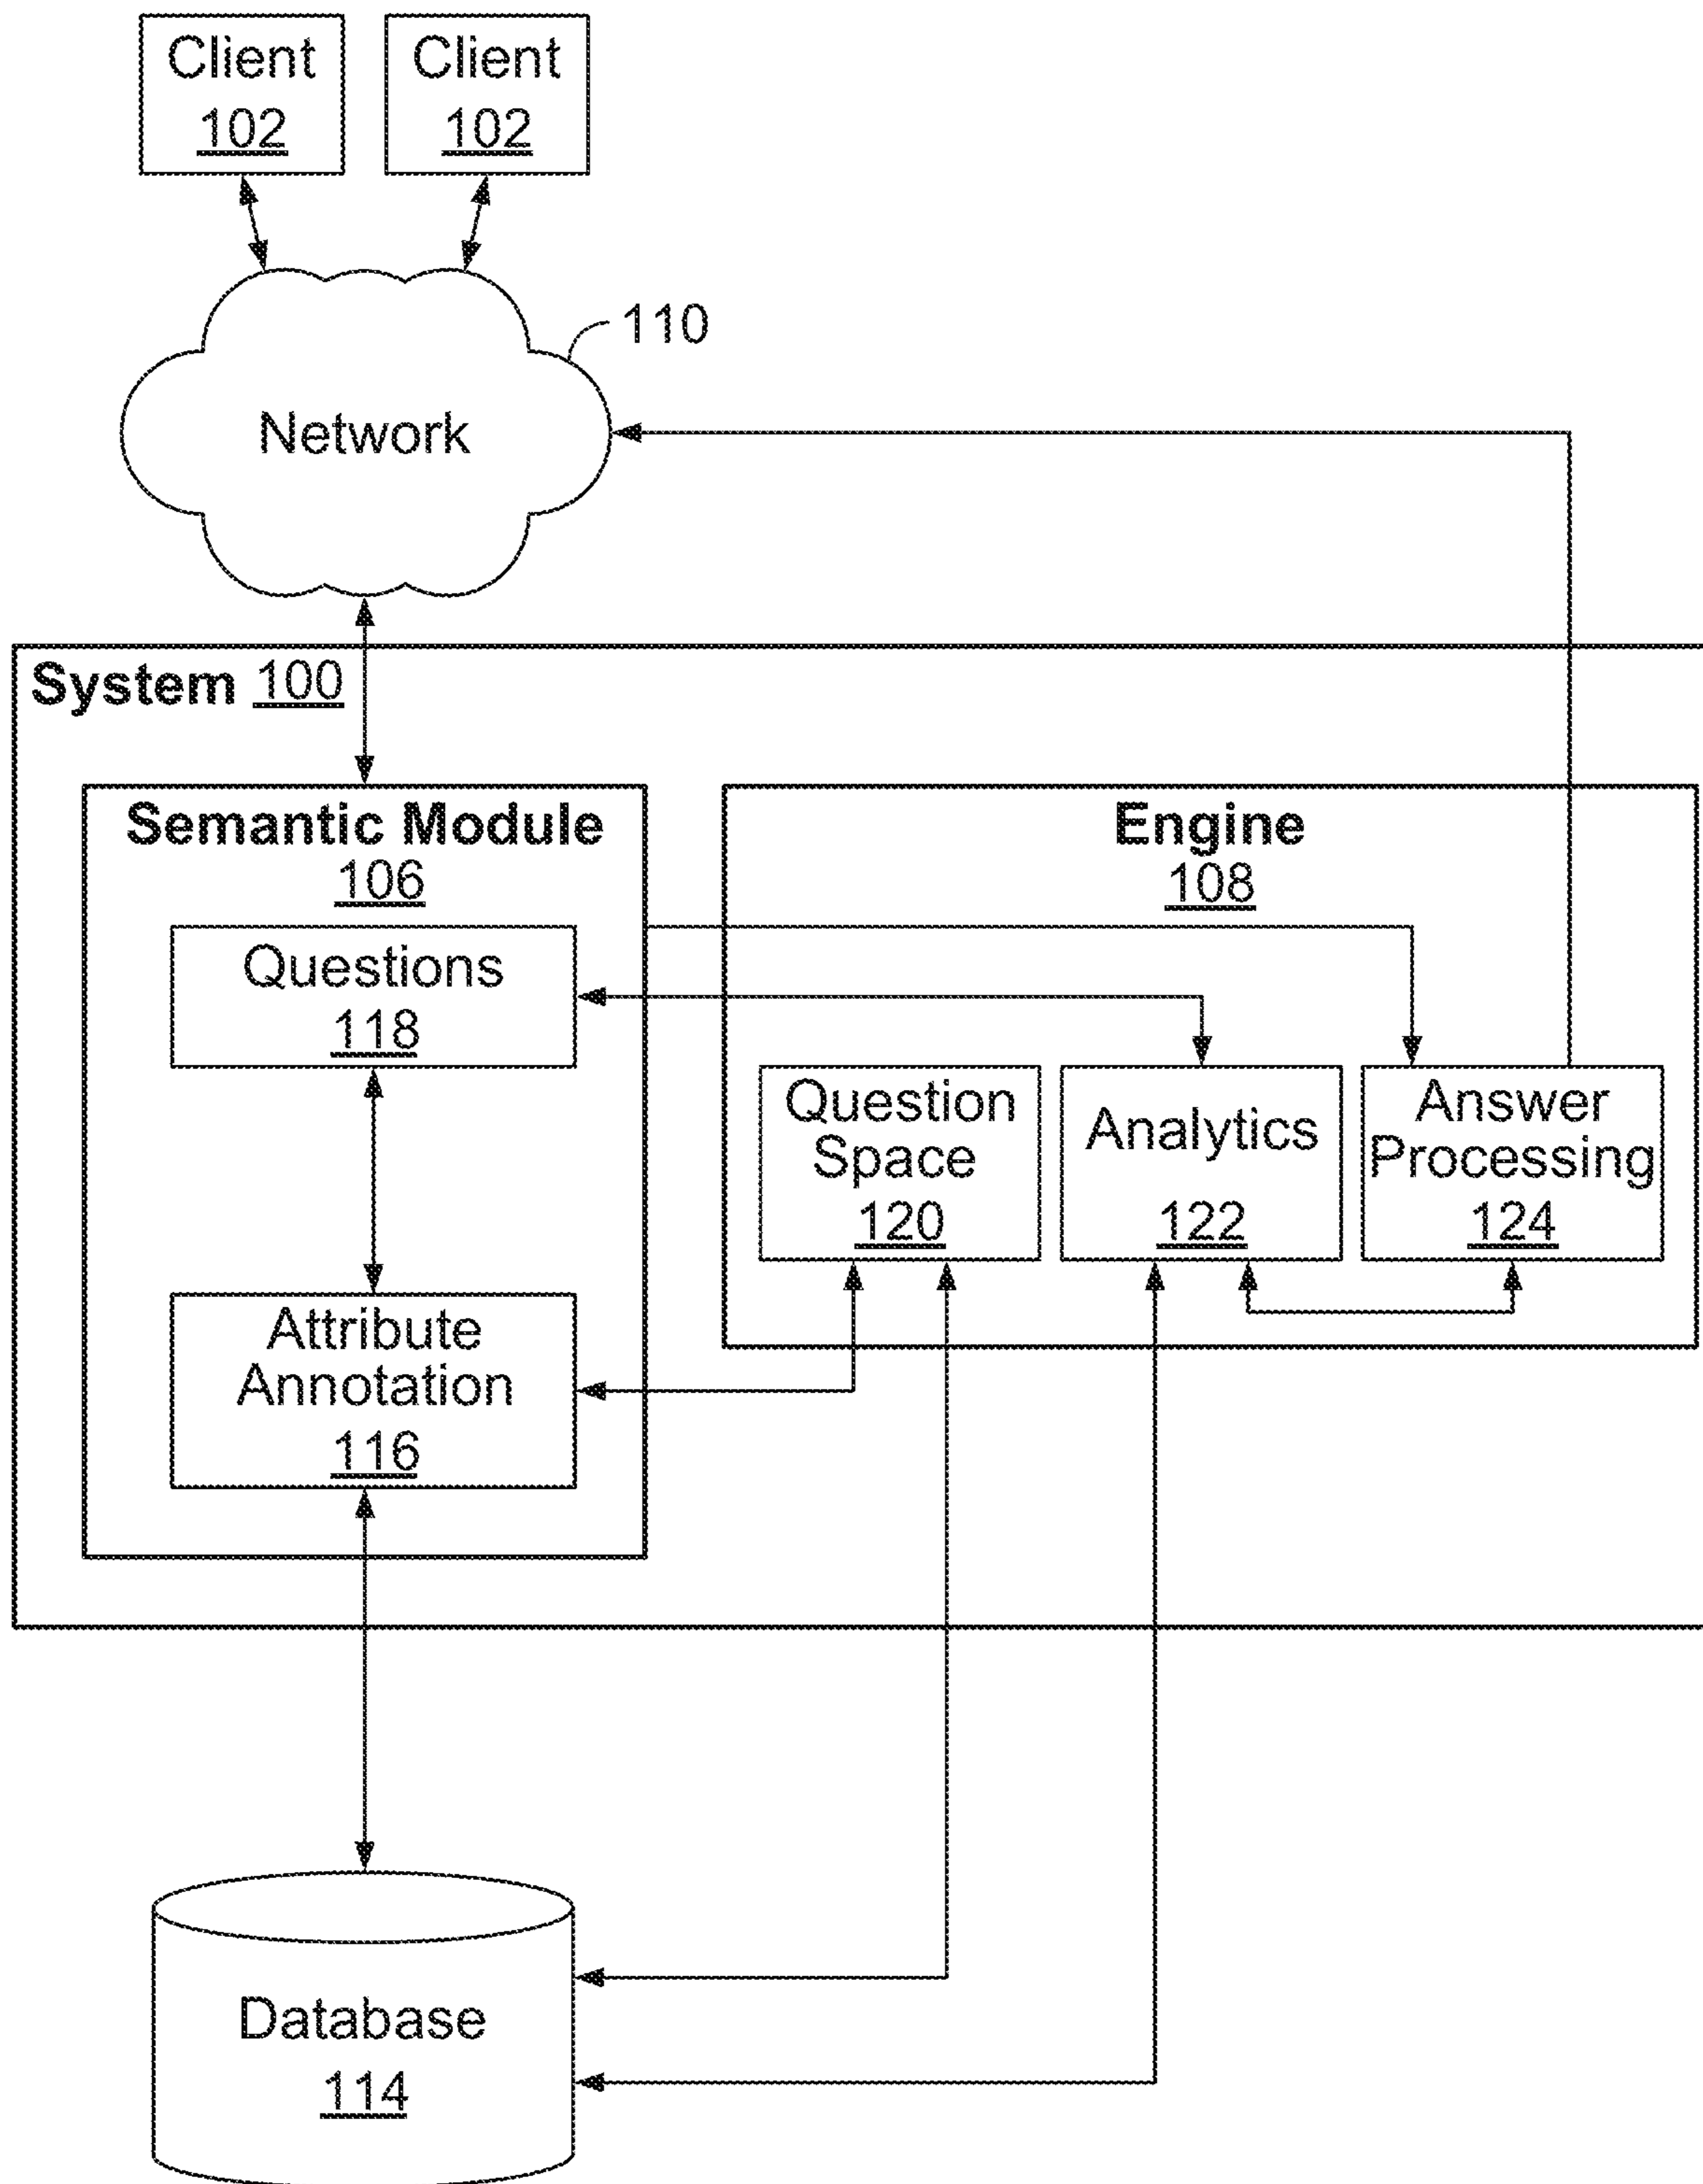 Client
102
Client
102
110
Network
System 100
Semantic Module
106
Engine
108
Questions
118
Question
Space
120
Analytics
122
Answer
Processing
124
Attribute
Annotation
116
Database
114